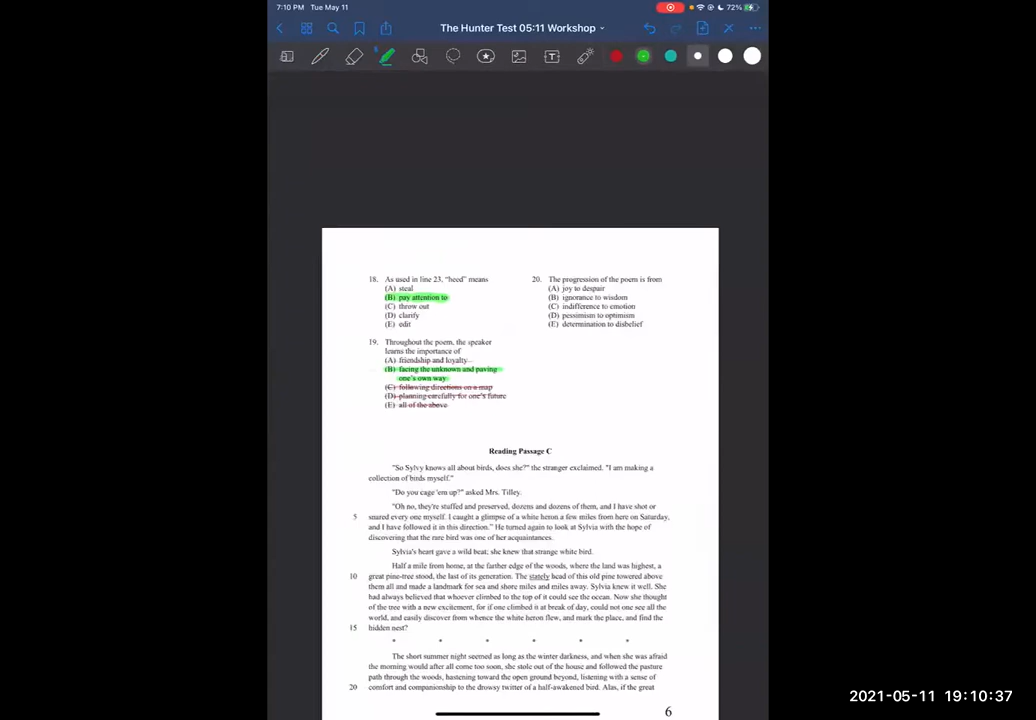 7:10 PM Tue May 11
72%
The Hunter Test 05:11 Workshop
18. As used in line 23, "heed" means
(A) steal
(B) pay attention to
(C) throw out
(D) clarify
(E) edit
19. Throughout the poem, the speaker
learns the importance of
(A) friendship and loyalty
(B) facing the unknown and paving
one's own way
(C) following directions on a map
(D) planning carefully for one's future
(E) all of the above
20. The progression of the poem is from
(A) joy to despair
(B) ignorance to wisdom
(C) indifference to emotion
(D) pessimism to optimism
(E) determination to disbelief
Reading Passage C
"So Sylvy knows all about birds, does she?" the stranger exclaimed. "I am making a
collection of birds myself."
"Do you cage 'em up?" asked Mrs. Tilley.
"Oh no, they're stuffed and preserved, dozens and dozens of them, and I have shot or
5 snared every one myself. I caught a glimpse of a white heron a few miles from here on Saturday,
and I have followed it in this direction." He turned again to look at Sylvia with the hope of
discovering that the rare bird was one of her acquaintances.
Sylvia's heart gave a wild beat; she knew that strange white bird.
Half a mile from home, at the farther edge of the woods, where the land was highest, a
10 great pine-tree stood, the last of its generation. The stately head of this old pine towered above
them all and made a landmark for sea and shore miles and miles away. Sylvia knew it well. She
had always believed that whoever climbed to the top of it could see the ocean. Now she thought
of the tree with a new excitement, for if one climbed it at break of day, could not one see all the
world, and easily discover from whence the white heron flew, and mark the place, and find the
15 hidden nest?
* * * * * *
The short summer night seemed as long as the winter darkness, and when she was afraid
the morning would after all come too soon, she stole out of the house and followed the pasture
path through the woods, hastening toward the open ground beyond, listening with a sense of
20 comfort and companionship to the drowsy twitter of a half-awakened bird. Alas, if the great
6
2021-05-11 19:10:37